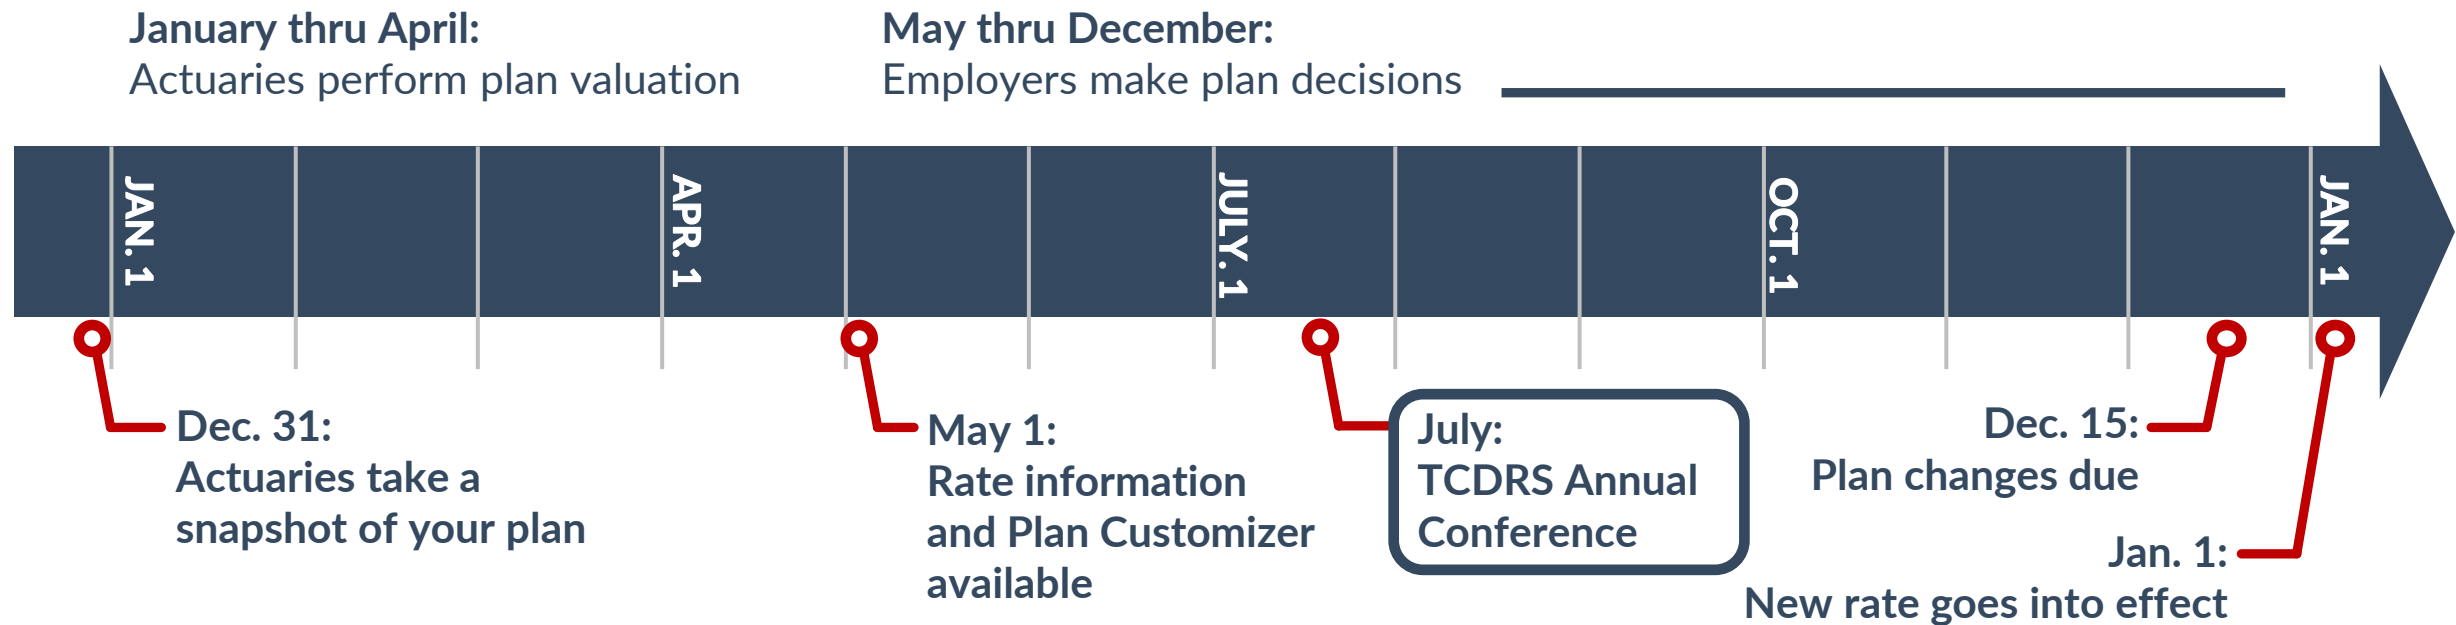 January thru April:
Actuaries perform plan valuation
May thru December:
Employers make plan decisions
JAN. 1
APR. 1
JULY. 1
OCT. 1
JAN. 1
Dec. 31:
Actuaries take a
snapshot of your plan
May 1:
Rate information
and Plan Customizer
available
July:
TCDRS Annual
Conference
Dec. 15:
Plan changes due
Jan. 1:
New rate goes into effect